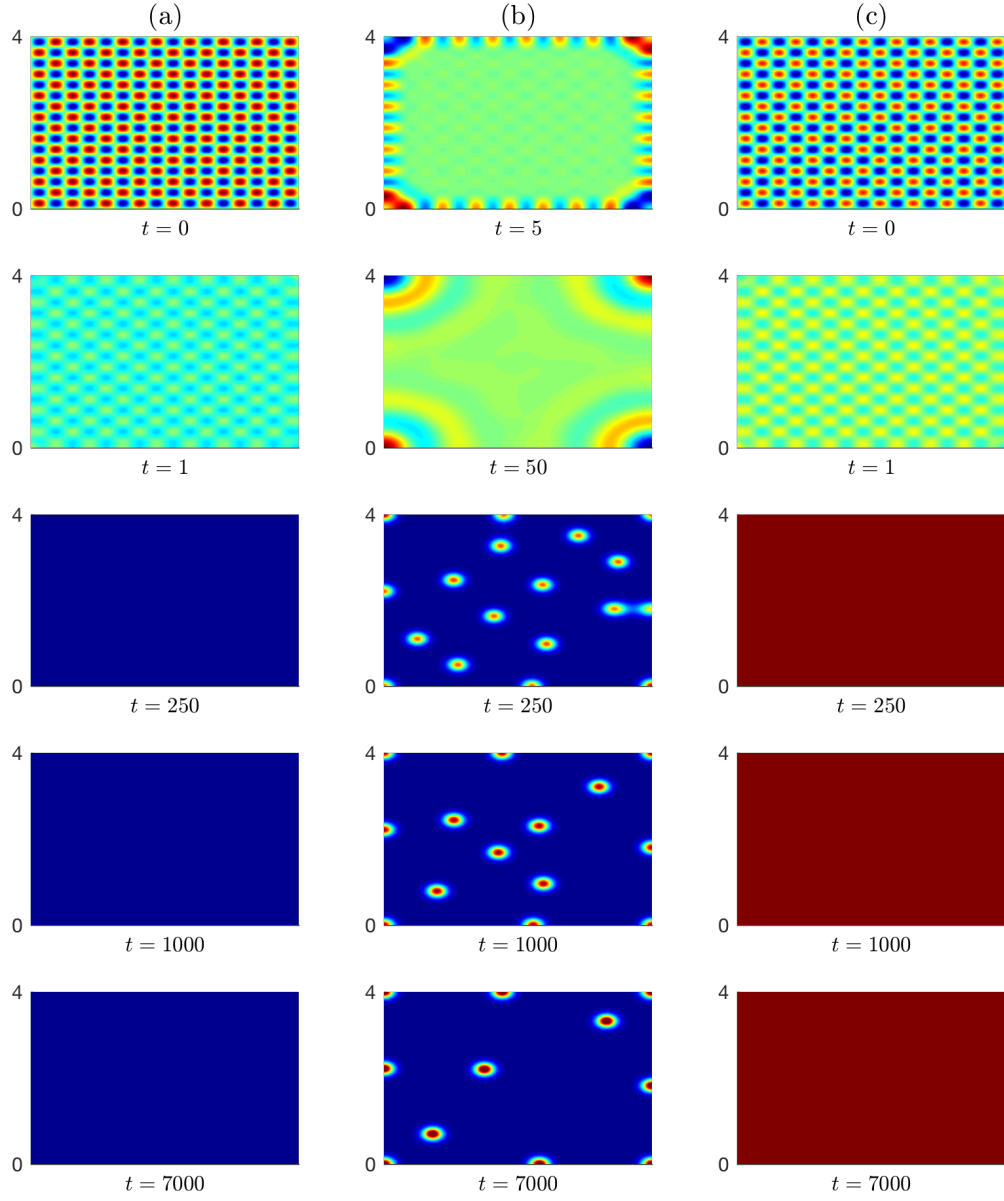 (a) (b) (c)
4 4 4
0 0 0
t = 0 t = 5 t = 0
4 4 4
0 0 0
t = 1 t = 50 t = 1
4 4 4
0 0 0
t = 250 t = 250 t = 250
4 4 4
0 0 0
t = 1000 t = 1000 t = 1000
4 4 4
0 0 0
t = 7000 t = 7000 t = 7000